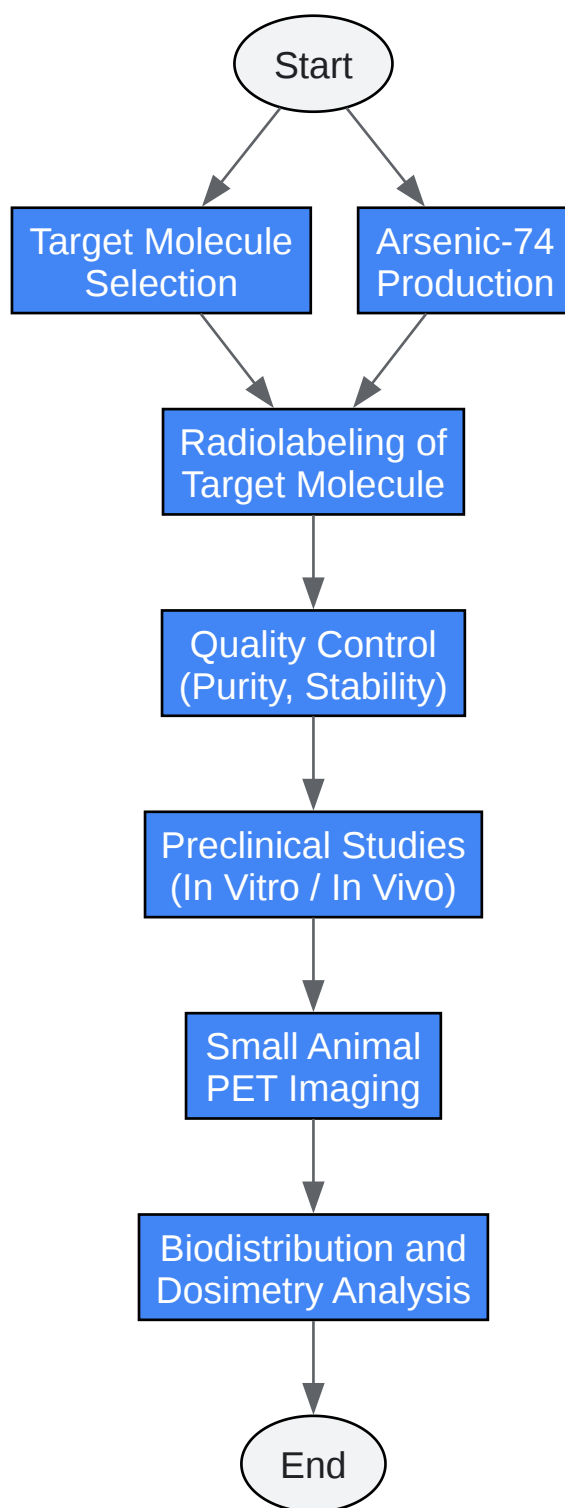 Start
Target Molecule
Selection
Arsenic-74
Production
Radiolabeling of
Target Molecule
Quality Control
(Purity, Stability)
Preclinical Studies
(In Vitro / In Vivo)
Small Animal
PET Imaging
Biodistribution and
Dosimetry Analysis
End